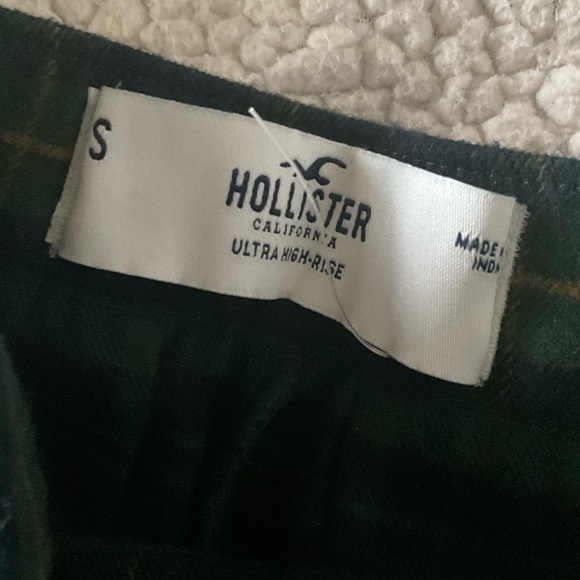 S
HOLLISTER
CALIFORNIA
ULTRA HIGH-RISE
MADE